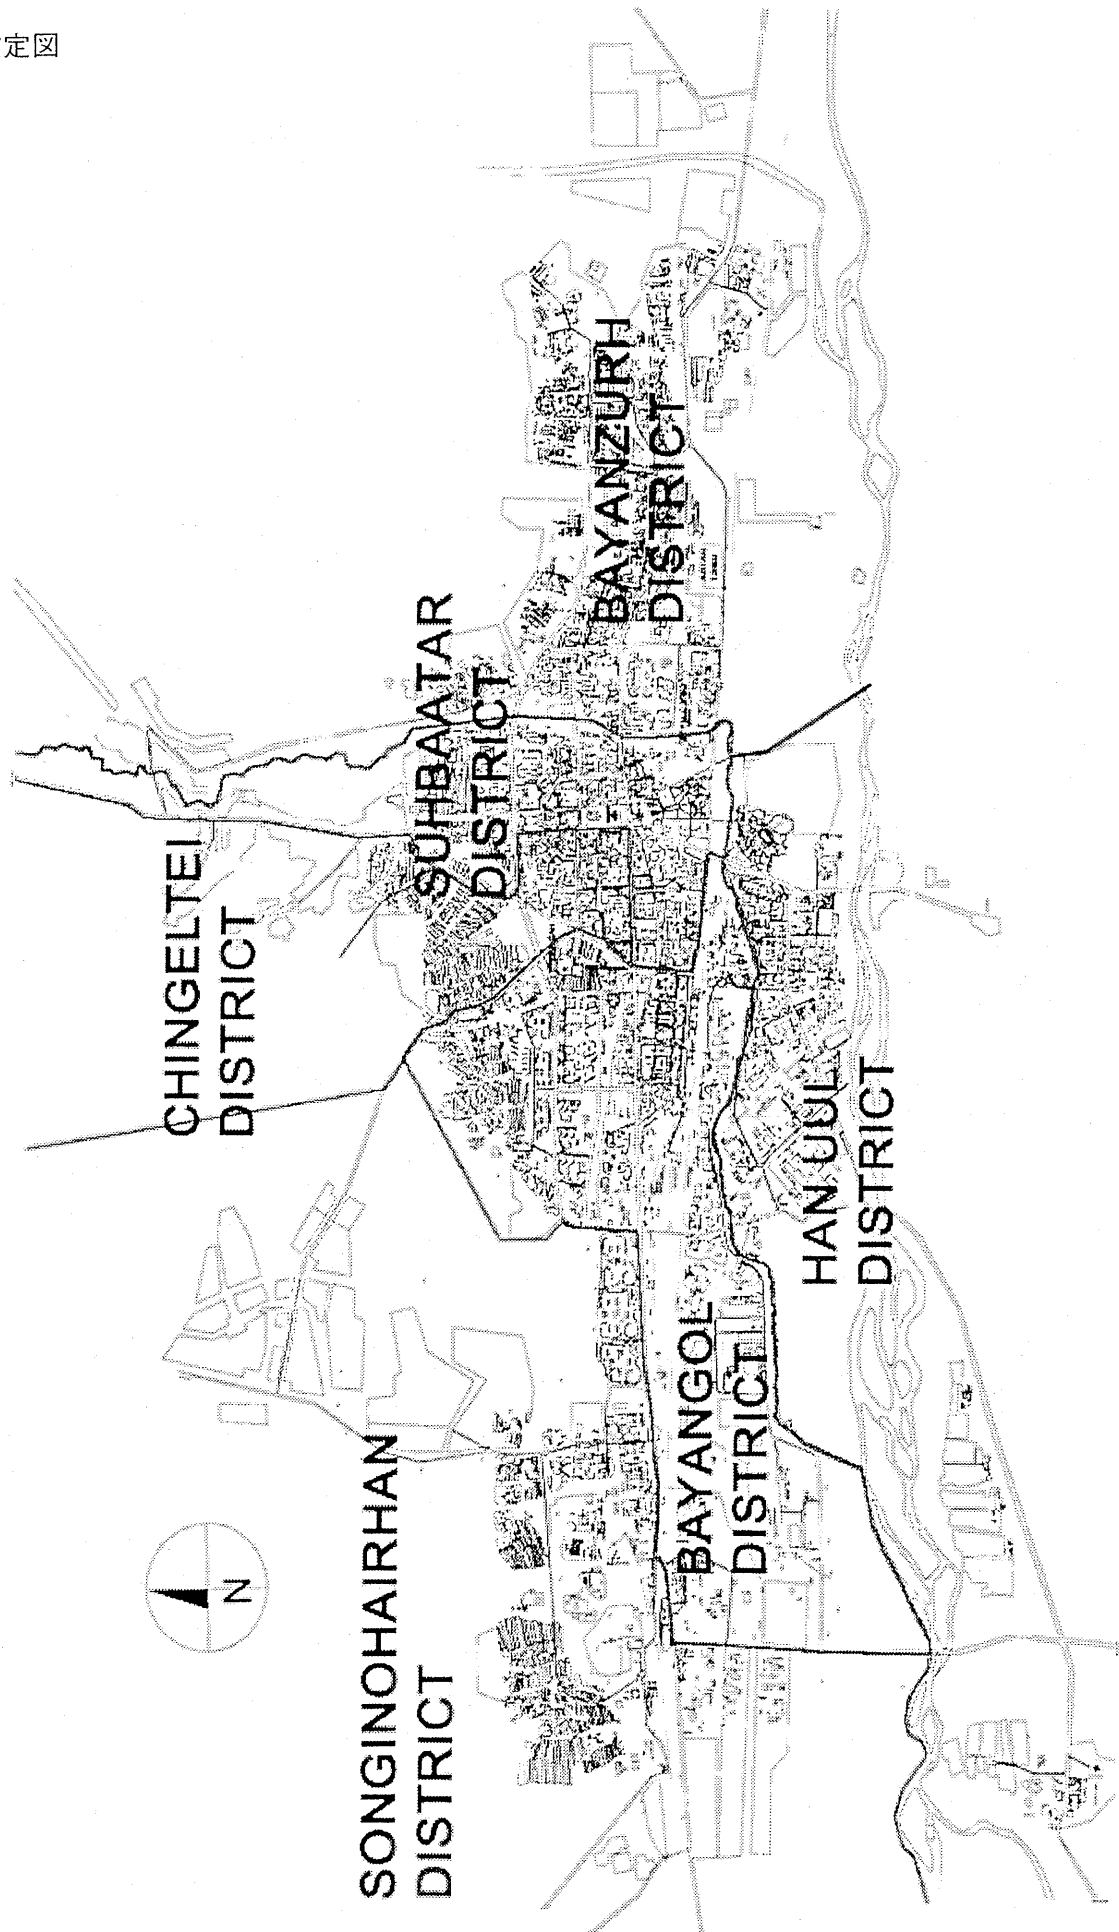 定図
CHINGELTEI
DISTRICT
SUHBAATAR
DISTRICT
BAYANZURH
DISTRICT
SONGINOHAIRHAN
DISTRICT
N
BAYANGOL
DISTRICT
HAN UUL
DISTRICT